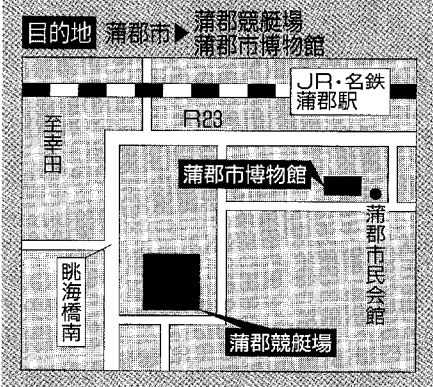 目的地 蒲郡市▶蒲郡競艇場
蒲郡市博物館
JR・名鉄
蒲郡駅
R23
至幸田
蒲郡市博物館
蒲郡市民会館
眺海橋南
蒲郡競艇場